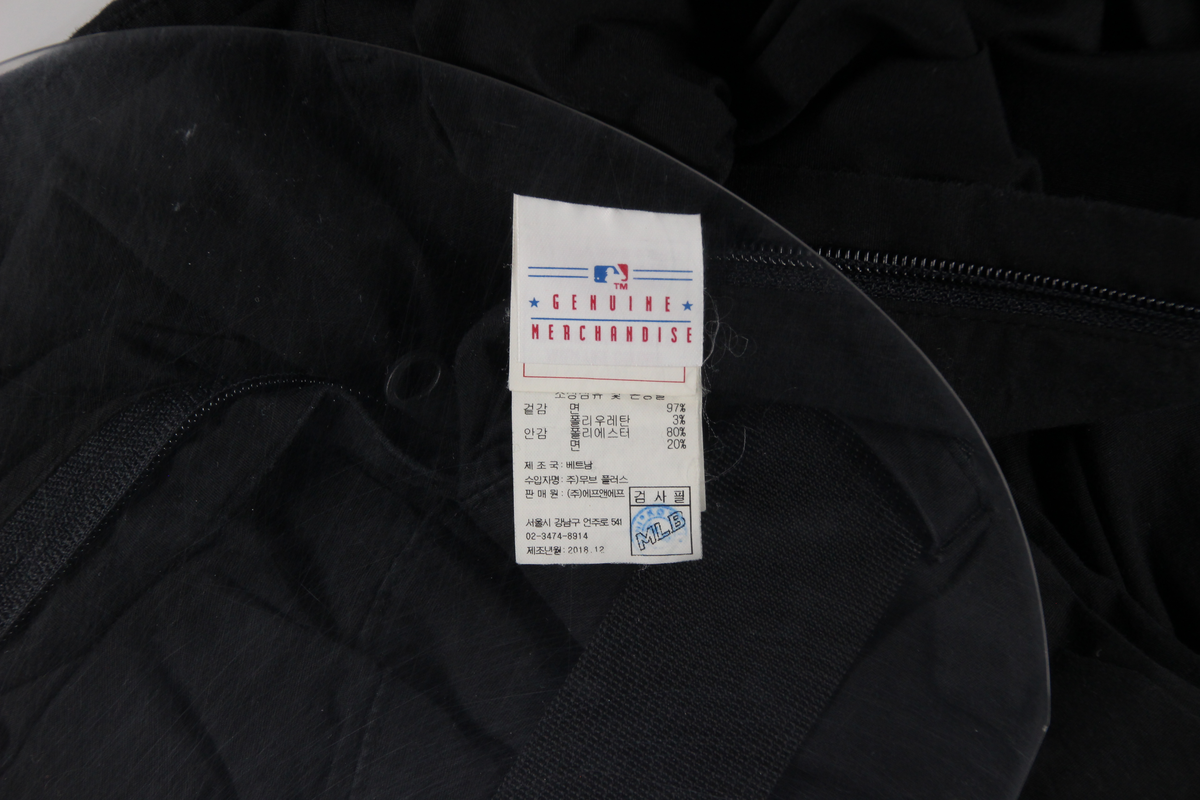 TM
GENUINE
MERCHANDISE
겉감 면 97%
폴리우레탄 3%
안감 폴리에스터 80%
면 20%
제 조 국: 베트남
수입자명: 주)무브 플러스
판 매 원: (주)에프앤에프
검 사 필
MLB
서울시 강남구 언주로 541
02-3474-8914
제조년월: 2018.12